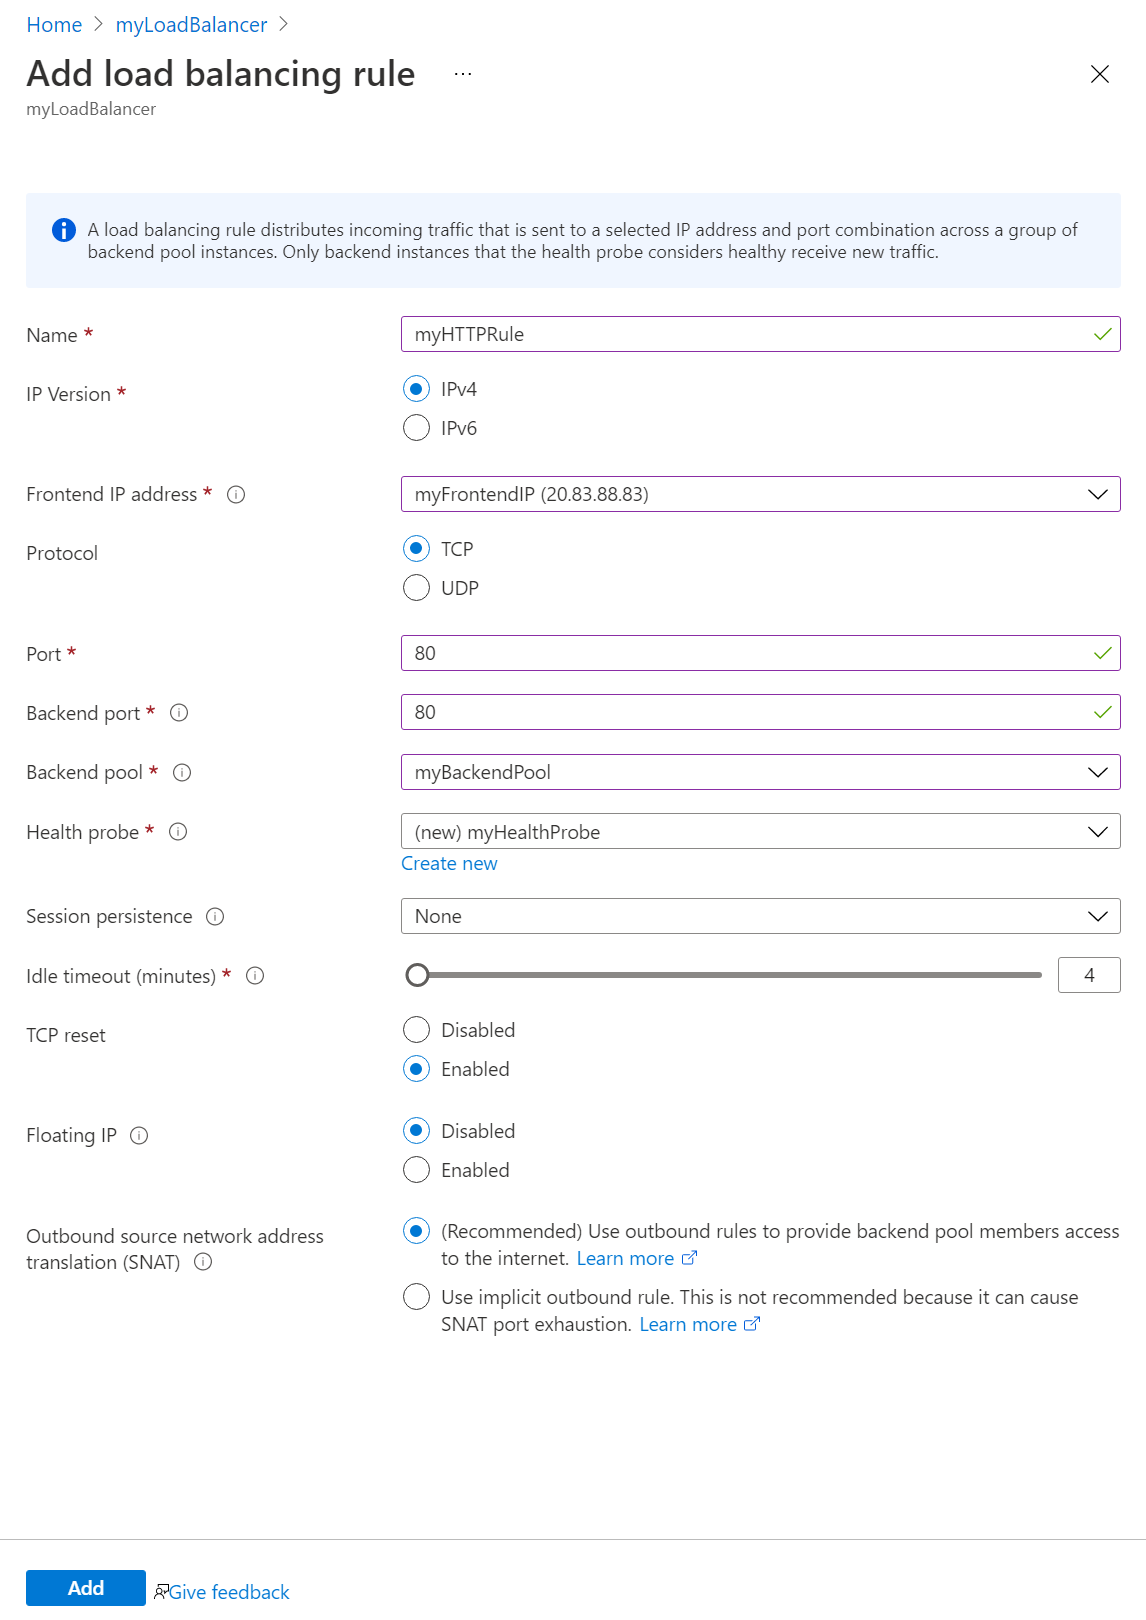 Home > myLoadBalancer >
Add load balancing rule ...
myLoadBalancer
A load balancing rule distributes incoming traffic that is sent to a selected IP address and port combination across a group of
backend pool instances. Only backend instances that the health probe considers healthy receive new traffic.
Name * myHTTPRule
IP Version * IPv4
IPv6
Frontend IP address * myFrontendIP (20.83.88.83)
Protocol TCP
UDP
Port * 80
Backend port * 80
Backend pool * myBackendPool
Health probe * (new) myHealthProbe
Create new
Session persistence None
Idle timeout (minutes) * 4
TCP reset Disabled
Enabled
Floating IP Disabled
Enabled
Outbound source network address
translation (SNAT)
(Recommended) Use outbound rules to provide backend pool members access
to the internet. Learn more
Use implicit outbound rule. This is not recommended because it can cause
SNAT port exhaustion. Learn more
Add Give feedback